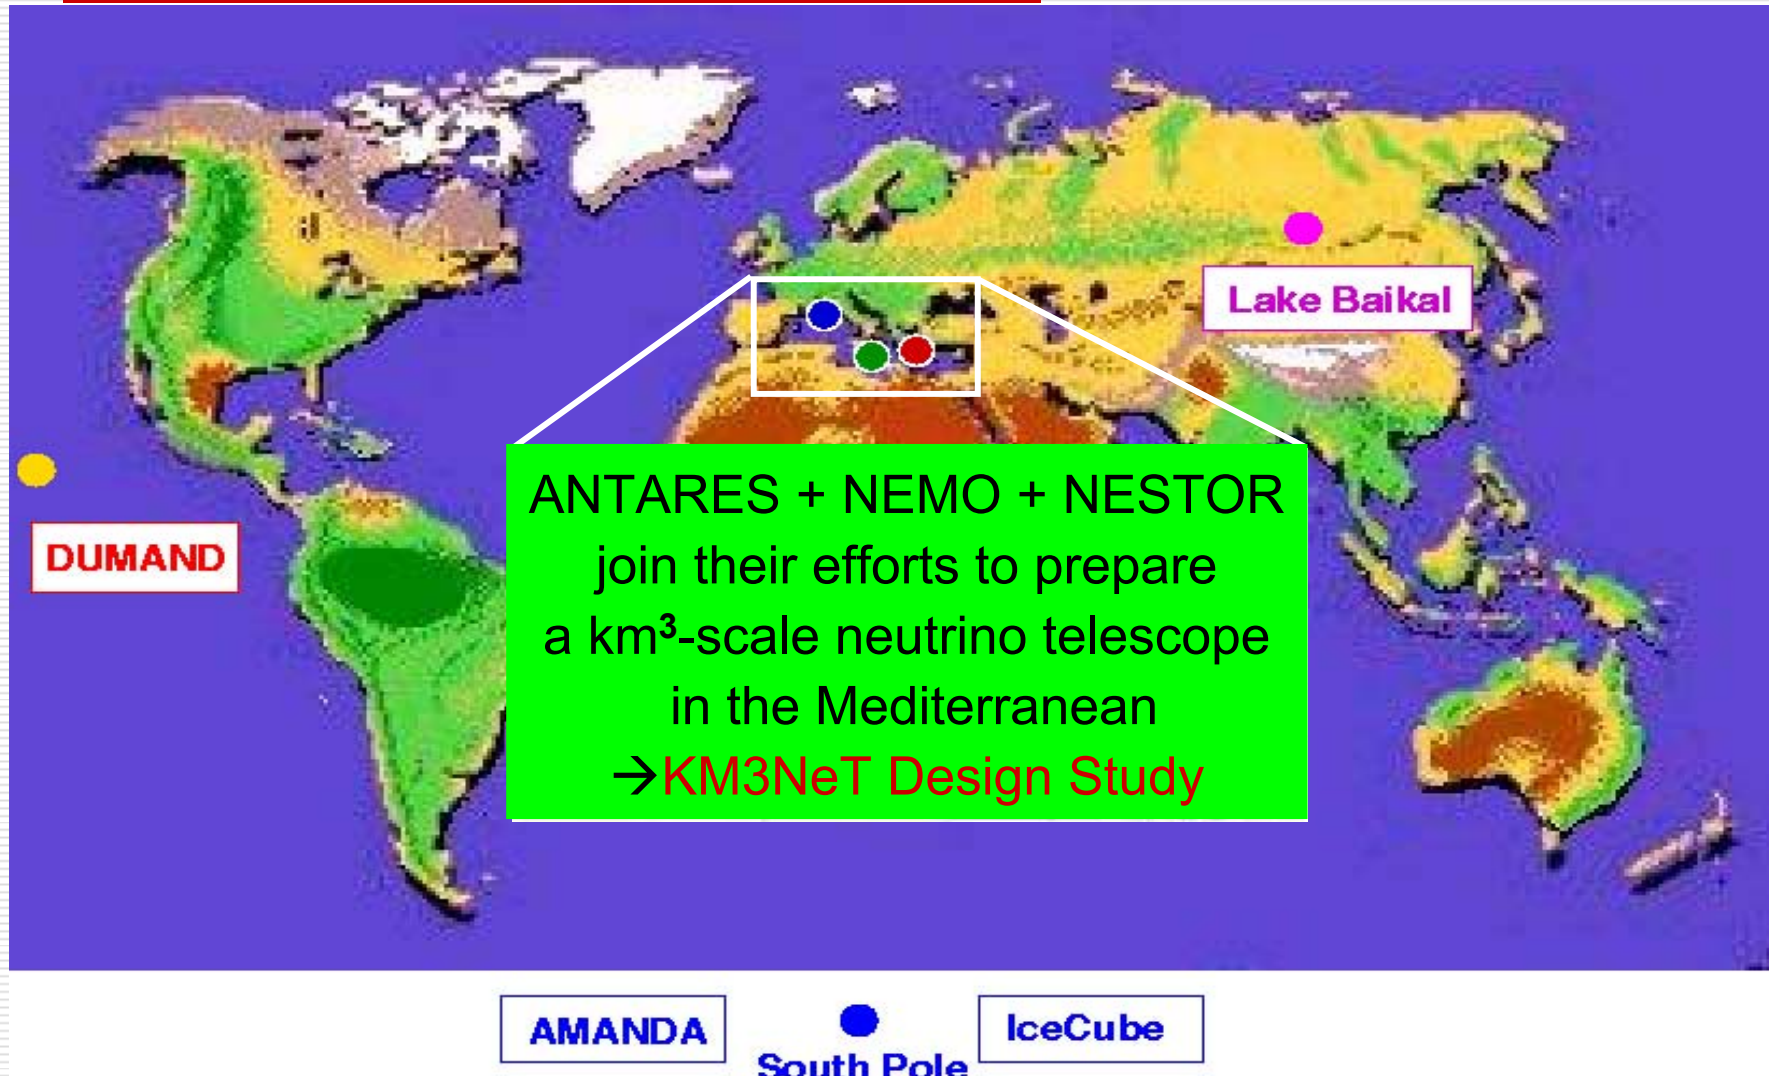 Lake Baikal
ANTARES + NEMO + NESTOR
join their efforts to prepare
a km³-scale neutrino telescope
in the Mediterranean
→KM3NeT Design Study
DUMAND
AMANDA
South Pole
IceCube